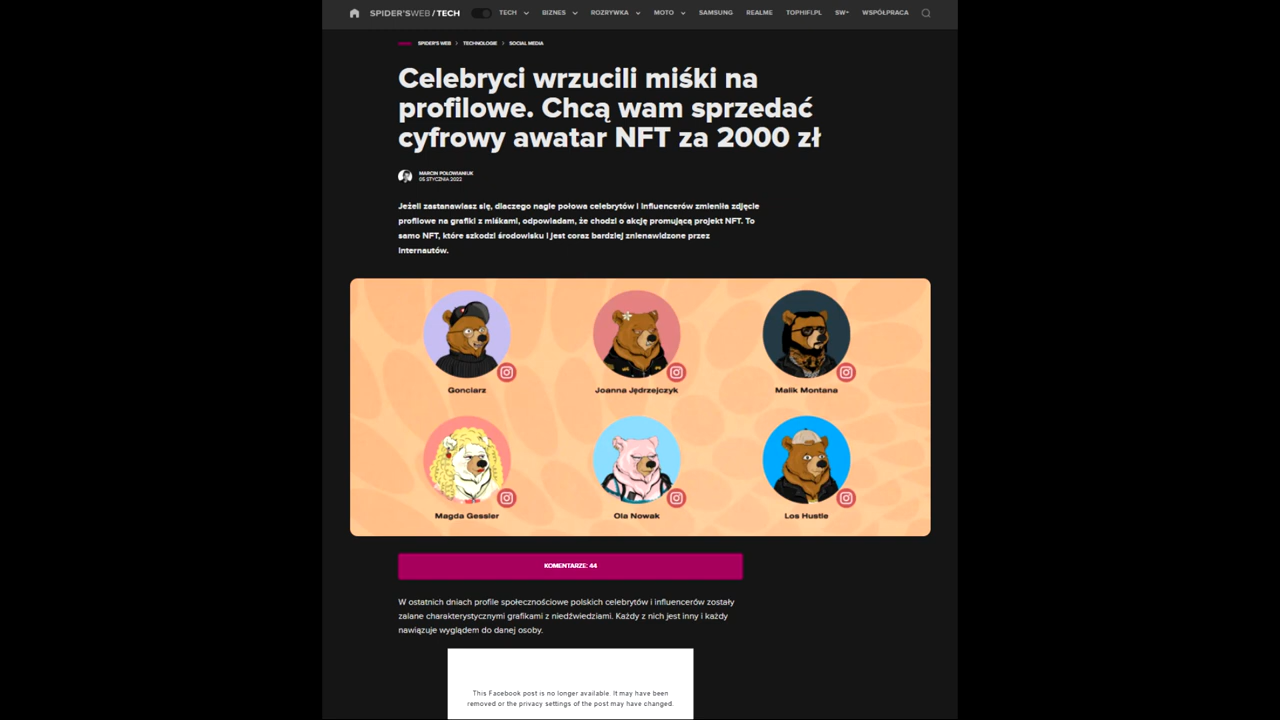 SPIDER'SWEB / TECH TECH BIZNES ROZRYWKA MOTO SAMSUNG REALME TOPHIFI.PL SW+ WSPÓŁPRACA
SPIDER'S WEB > TECHNOLOGIE > SOCIAL MEDIA
Celebryci wrzucili miśki na
profilowe. Chcą wam sprzedać
cyfrowy awatar NFT za 2000 zł
MARCIN POŁOWIANIUK
05 STYCZNIA 2022
Jeżeli zastanawiasz się, dlaczego nagle połowa celebrytów i influencerów zmieniła zdjęcie
profilowe na grafiki z miśkami, odpowiadam, że chodzi o akcję promującą projekt NFT. To
samo NFT, które szkodzi środowisku i jest coraz bardziej znienawidzone przez
internautów.
Gonciarz Joanna Jędrzejczyk Malik Montana
Magda Gessler Ola Nowak Los Hustle
KOMENTARZE: 44
W ostatnich dniach profile społecznościowe polskich celebrytów i influencerów zostały
zalane charakterystycznymi grafikami z niedźwiedziami. Każdy z nich jest inny i każdy
nawiązuje wyglądem do danej osoby.
This Facebook post is no longer available. It may have been
removed or the privacy settings of the post may have changed.